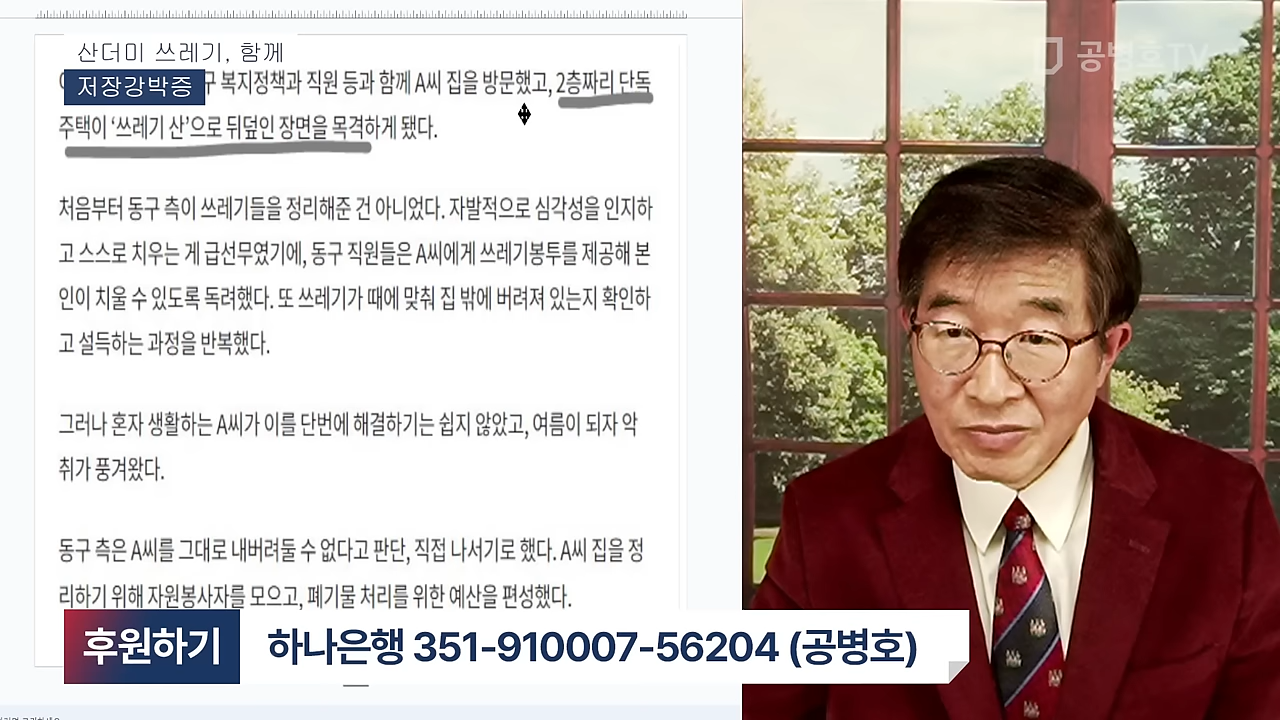 산더미 쓰레기, 함께
저장강박증
구 복지정책과 직원 등과 함께 A씨 집을 방문했고, 2층짜리 단독
주택이 ‘쓰레기 산’으로 뒤덮인 장면을 목격하게 됐다.
처음부터 동구 측이 쓰레기들을 정리해준 건 아니었다. 자발적으로 심각성을 인지하
고 스스로 치우는 게 급선무였기에, 동구 직원들은 A씨에게 쓰레기봉투를 제공해 본
인이 치울 수 있도록 독려했다. 또 쓰레기가 때에 맞춰 집 밖에 버려져 있는지 확인하
고 설득하는 과정을 반복했다.
그러나 혼자 생활하는 A씨가 이를 단번에 해결하기는 쉽지 않았고, 여름이 되자 악
취가 풍겨왔다.
동구 측은 A씨를 그대로 내버려둘 수 없다고 판단, 직접 나서기로 했다. A씨 집을 정
리하기 위해 자원봉사자를 모으고, 폐기물 처리를 위한 예산을 편성했다.
후원하기
하나은행 351-910007-56204 (공병호)
공병호TV